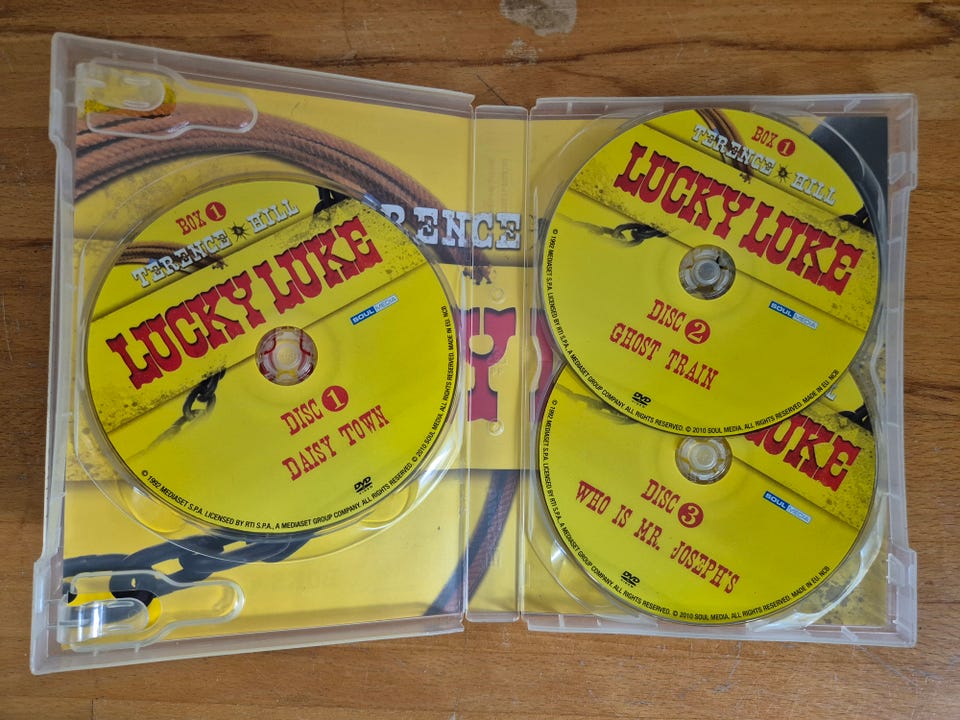 BOX 1
TERENCE HILL
LUCKY LUKE
SOUL MEDIA
DISC 1
DAISY TOWN
DVD
VIDEO
© 1992 MEDIASET S.P.A. LICENSED BY RTI S.P.A., A MEDIASET GROUP COMPANY. ALL RIGHTS RESERVED. © 2010 SOUL MEDIA. ALL RIGHTS RESERVED. MADE IN EU. NCB
RENCE
Y
BOX 1
TERENCE HILL
LUCKY LUKE
SOUL MEDIA
DISC 2
GHOST TRAIN
DVD
VIDEO
© 1992 MEDIASET S.P.A. LICENSED BY RTI S.P.A., A MEDIASET GROUP COMPANY. ALL RIGHTS RESERVED. © 2010 SOUL MEDIA. ALL RIGHTS RESERVED. MADE IN EU. NCB
LUKE
SOUL MEDIA
DISC 3
WHO IS MR. JOSEPH'S
DVD
VIDEO
© 1992 MEDIASET S.P.A. LICENSED BY RTI S.P.A., A MEDIASET GROUP COMPANY. ALL RIGHTS RESERVED. © 2010 SOUL MEDIA. ALL RIGHTS RESERVED. MADE IN EU. NCB